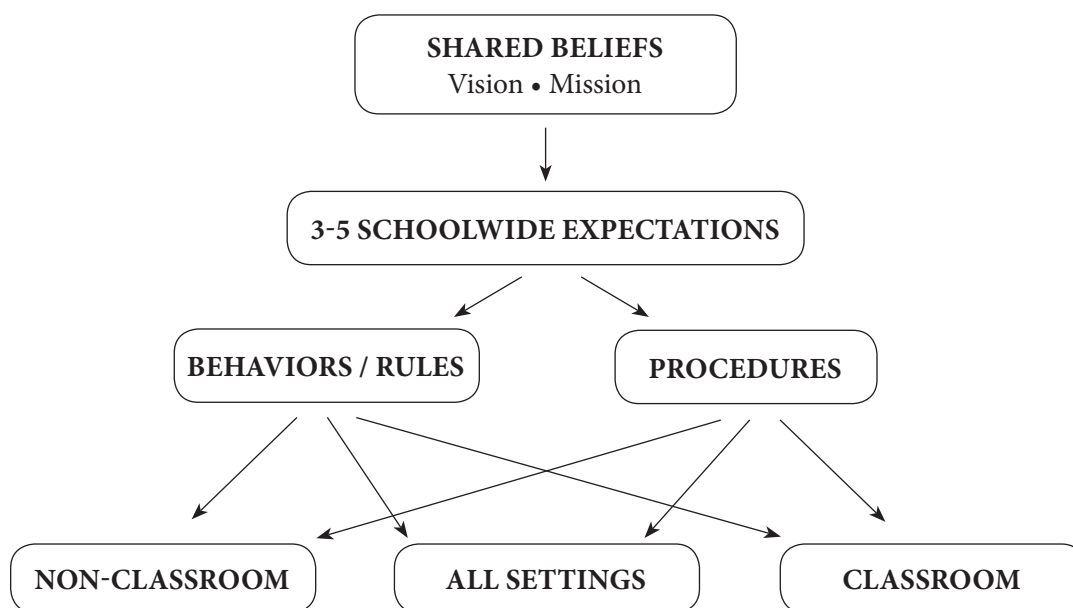 SHARED BELIEFS
Vision • Mission
3-5 SCHOOLWIDE EXPECTATIONS
BEHAVIORS / RULES
PROCEDURES
NON-CLASSROOM
ALL SETTINGS
CLASSROOM